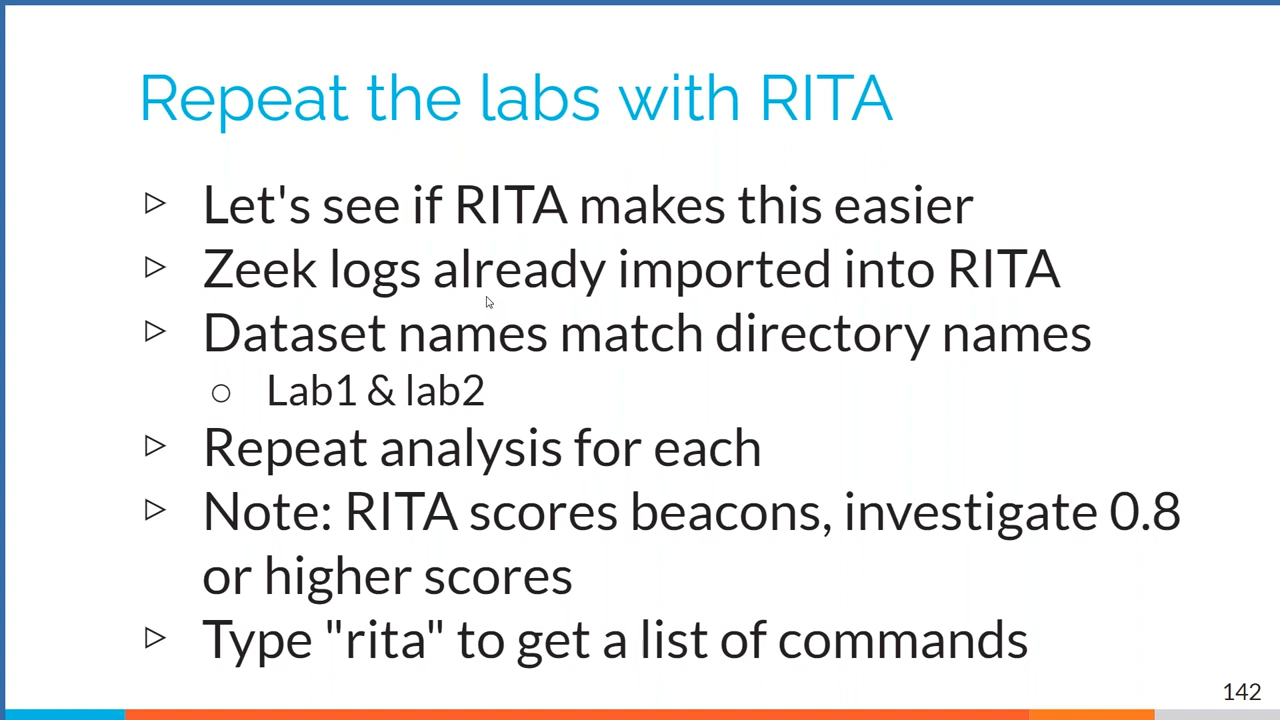 Repeat the labs with RITA
Let's see if RITA makes this easier
Zeek logs already imported into RITA
Dataset names match directory names
Lab1 & lab2
Repeat analysis for each
Note: RITA scores beacons, investigate 0.8
or higher scores
Type "rita" to get a list of commands
142